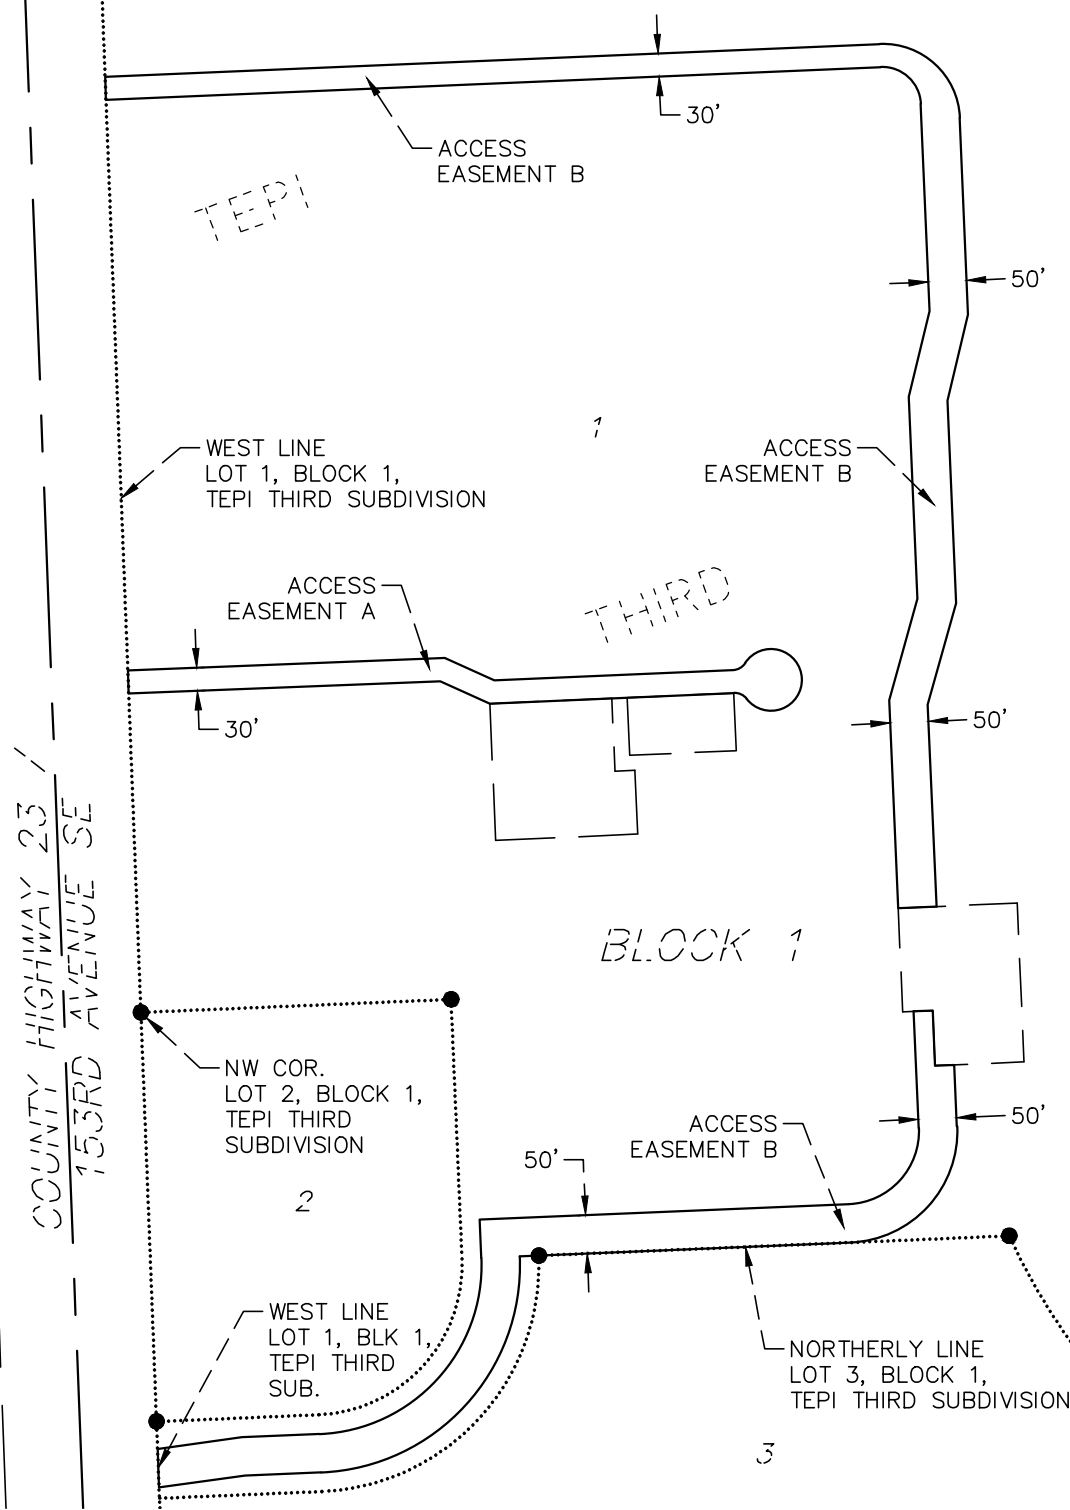 30'
ACCESS
EASEMENT B
TEPI
50'
1
WEST LINE
LOT 1, BLOCK 1,
TEPI THIRD SUBDIVISION
ACCESS
EASEMENT B
ACCESS
EASEMENT A
THIRD
30'
50'
COUNTY HIGHWAY 23 /
153RD AVENUE SE
BLOCK 1
NW COR.
LOT 2, BLOCK 1,
TEPI THIRD
SUBDIVISION
50'
ACCESS
EASEMENT B
50'
2
WEST LINE
LOT 1, BLK 1,
TEPI THIRD
SUB.
NORTHERLY LINE
LOT 3, BLOCK 1,
TEPI THIRD SUBDIVISION
3